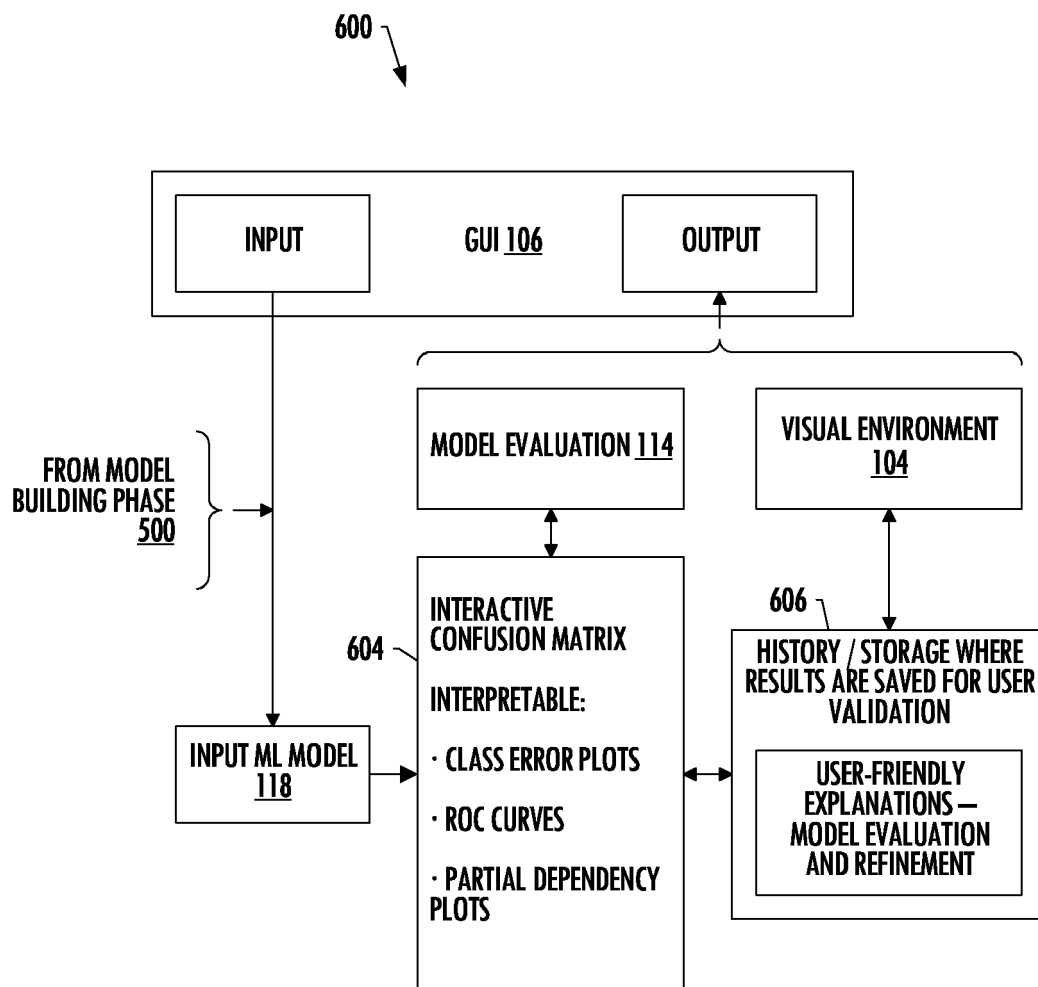 600
INPUT
GUI 106
OUTPUT
MODEL EVALUATION 114
VISUAL ENVIRONMENT
104
FROM MODEL
BUILDING PHASE
500
604
INTERACTIVE
CONFUSION MATRIX
INTERPRETABLE:
· CLASS ERROR PLOTS
· ROC CURVES
· PARTIAL DEPENDENCY
PLOTS
606
HISTORY / STORAGE WHERE
RESULTS ARE SAVED FOR USER
VALIDATION
USER-FRIENDLY
EXPLANATIONS —
MODEL EVALUATION
AND REFINEMENT
INPUT ML MODEL
118